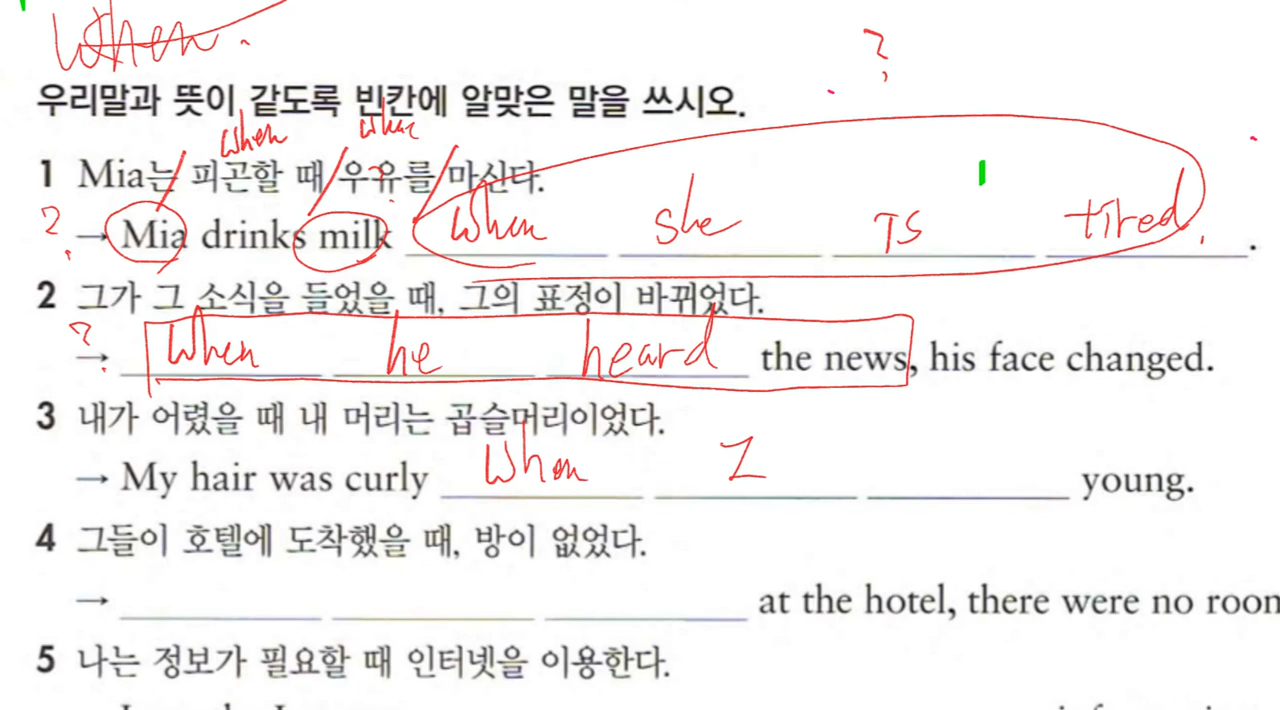 When.
?
우리말과 뜻이 같도록 빈칸에 알맞은 말을 쓰시오.
when what
1 Mia는 피곤할 때 우유를 마신다.
? → Mia drinks milk when she is tired.
2 그가 그 소식을 들었을 때, 그의 표정이 바뀌었다.
? → When he heard the news, his face changed.
3 내가 어렸을 때 내 머리는 곱슬머리이었다.
→ My hair was curly when I young.
4 그들이 호텔에 도착했을 때, 방이 없었다.
→ at the hotel, there were no room
5 나는 정보가 필요할 때 인터넷을 이용한다.